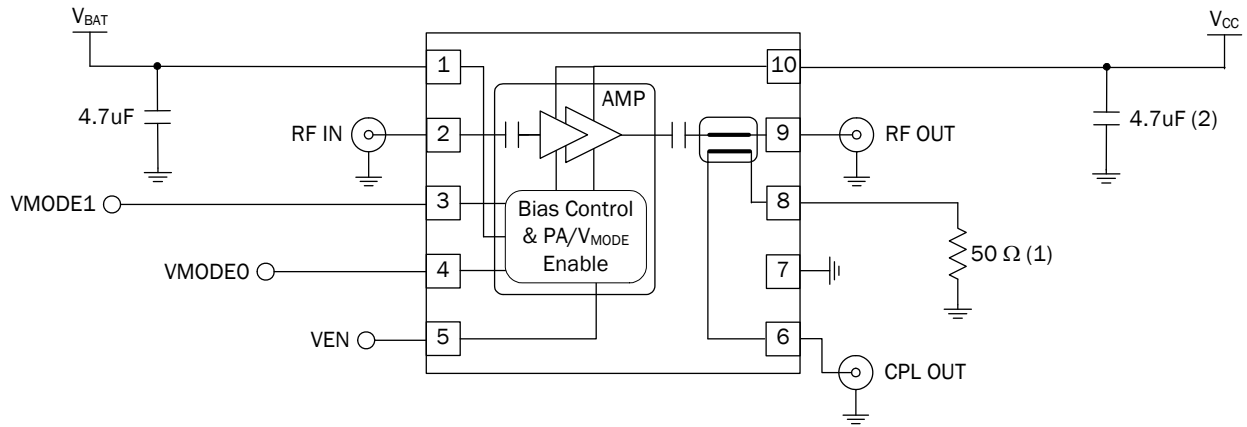 VBAT
VCC
1
10
4.7uF
AMP
RF IN
2
9
RF OUT
4.7uF (2)
VMODE1
3
Bias Control
& PA/VMODE
Enable
8
50 Ω (1)
VMODE0
4
7
VEN
5
6
CPL OUT